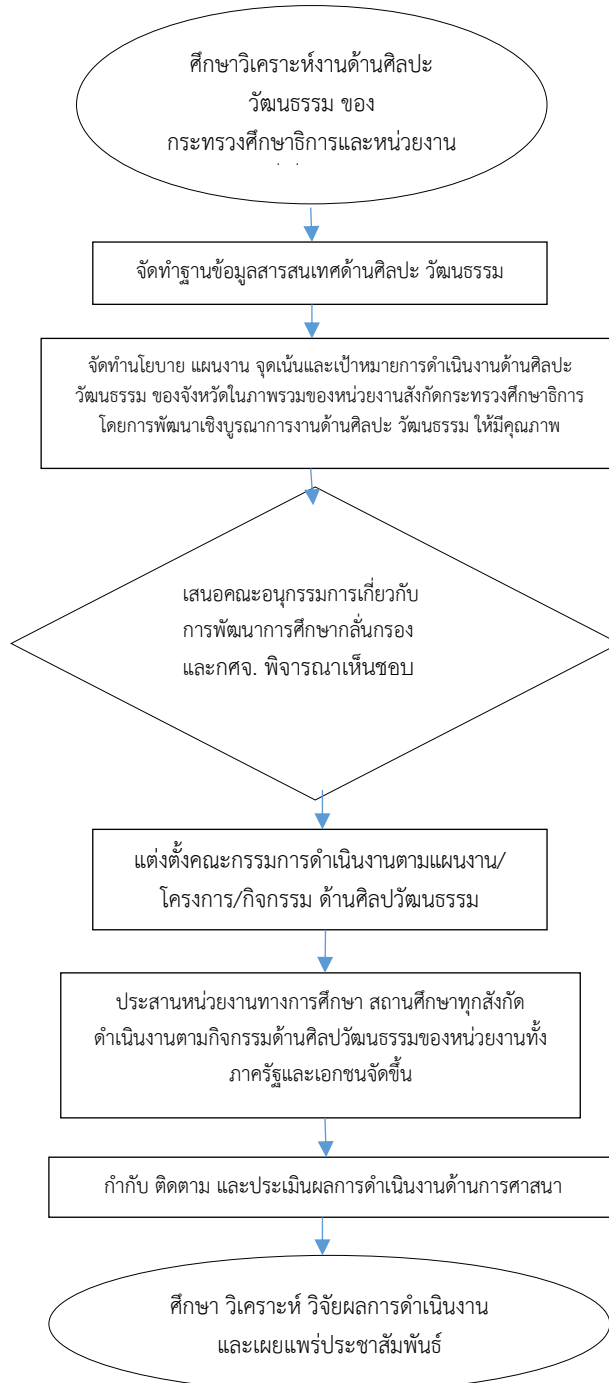 ศึกษาวิเคราะห์งานด้านศิลปะ
วัฒนธรรม ของ
กระทรวงศึกษาธิการและหน่วยงาน
จัดทำฐานข้อมูลสารสนเทศด้านศิลปะ วัฒนธรรม
จัดทำนโยบาย แผนงาน จุดเน้นและเป้าหมายการดำเนินงานด้านศิลปะ
วัฒนธรรม ของจังหวัดในภาพรวมของหน่วยงานสังกัดกระทรวงศึกษาธิการ
โดยการพัฒนาเชิงบูรณาการงานด้านศิลปะ วัฒนธรรม ให้มีคุณภาพ
เสนอคณะอนุกรรมการเกี่ยวกับ
การพัฒนาการศึกษากลั่นกรอง
และกศจ. พิจารณาเห็นชอบ
แต่งตั้งคณะกรรมการดำเนินงานตามแผนงาน/
โครงการ/กิจกรรม ด้านศิลปวัฒนธรรม
ประสานหน่วยงานทางการศึกษา สถานศึกษาทุกสังกัด
ดำเนินงานตามกิจกรรมด้านศิลปวัฒนธรรมของหน่วยงานทั้ง
ภาครัฐและเอกชนจัดขึ้น
กำกับ ติดตาม และประเมินผลการดำเนินงานด้านการศาสนา
ศึกษา วิเคราะห์ วิจัยผลการดำเนินงาน
และเผยแพร่ประชาสัมพันธ์